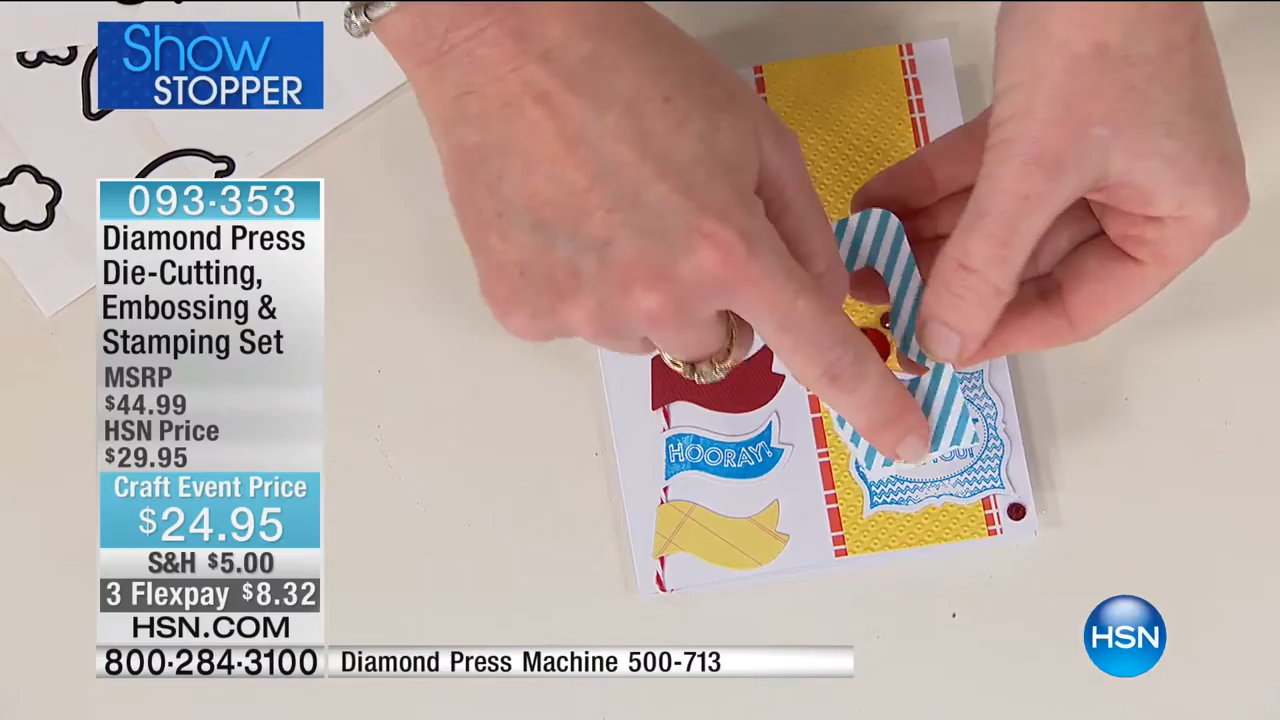 Show
STOPPER
093·353
Diamond Press
Die-Cutting,
Embossing &
Stamping Set
MSRP
$44.99
HSN Price
$29.95
Craft Event Price
$24.95
S&H $5.00
3 Flexpay $8.32
HSN.COM
800·284·3100
Diamond Press Machine 500-713
HOORAY!
HSN